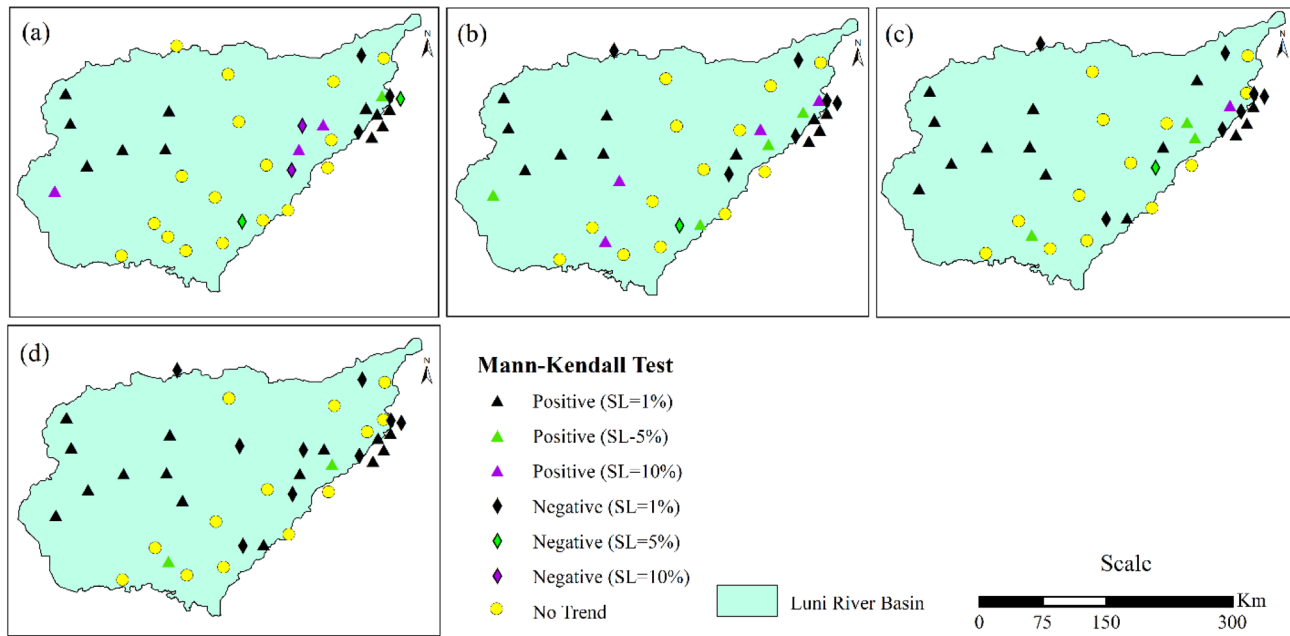 (a)
N
(b)
N
(c)
N
(d)
N
Mann-Kendall Test
Positive (SL=1%)
Positive (SL-5%)
Positive (SL=10%)
Negative (SL=1%)
Negative (SL=5%)
Negative (SL=10%)
No Trend
Luni River Basin
Scale
Km
0 75 150 300